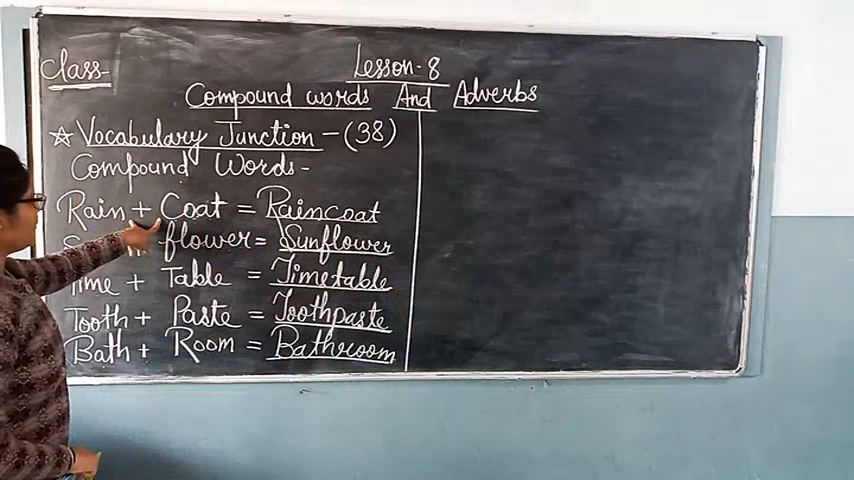 Class-
Lesson-8
Compound words And Adverbs
☆ Vocabulary Junction -(38)
Compound Words-
Rain + Coat = Raincoat
flower = Sunflower
Time + Table = Timetable
Tooth + Paste = Toothpaste
Bath + Room = Bathroom